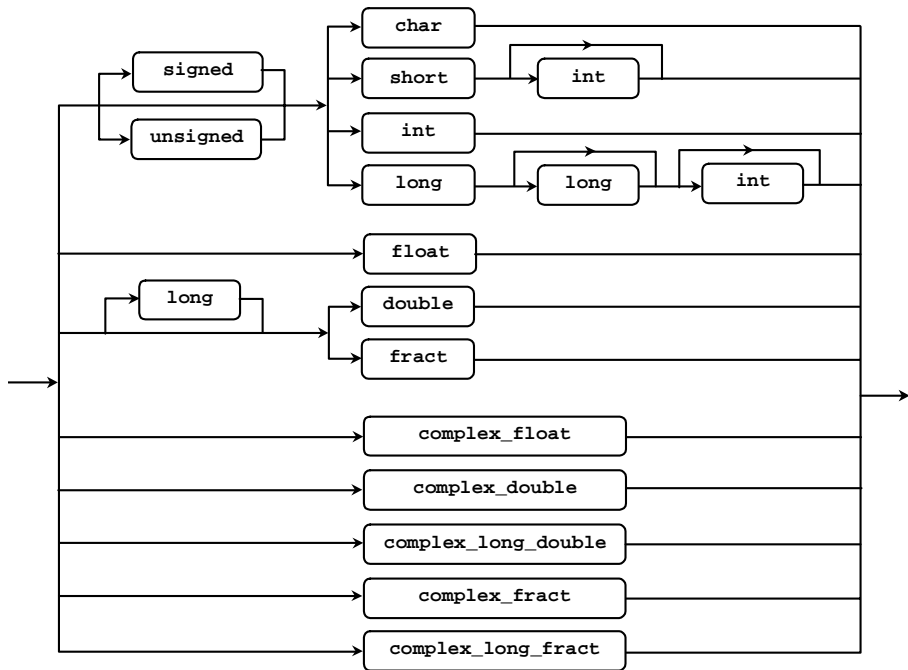 char
signed
short
int
unsigned
int
long
long
int
float
long
double
fract
complex_float
complex_double
complex_long_double
complex_fract
complex_long_fract